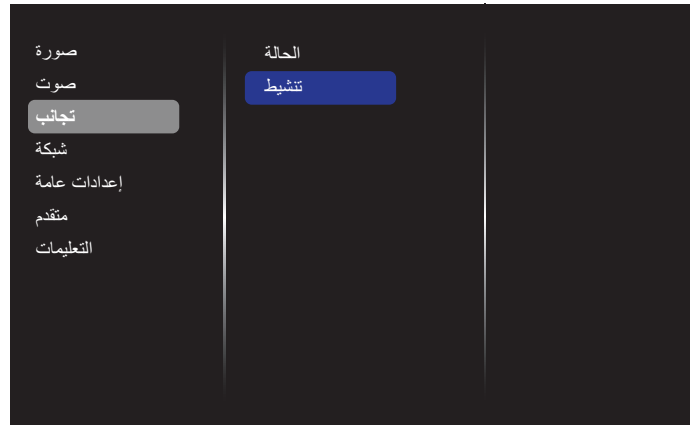 صورة
صوت
تجانب
شبكة
إعدادات عامة
متقدم
التعليمات
الحالة
تنشيط